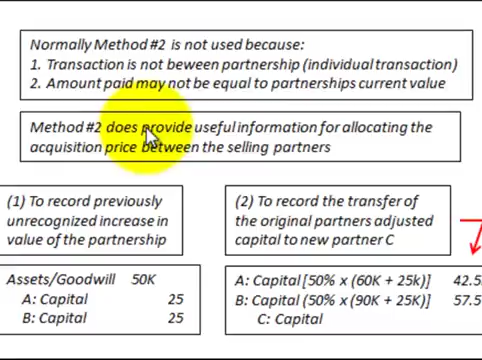 Normally Method #2 is not used because:
1. Transaction is not beween partnership (individual transaction)
2. Amount paid may not be equal to partnerships current value
Method #2 does provide useful information for allocating the
acquisition price between the selling partners
(1) To record previously
unrecognized increase in
value of the partnership
(2) To record the transfer of
the original partners adjusted
capital to new partner C
Assets/Goodwill 50K
A: Capital 25
B: Capital 25
A: Capital [50% x (60K + 25k)] 42.5
B: Capital (50% x (90K + 25K)] 57.5
C: Capital